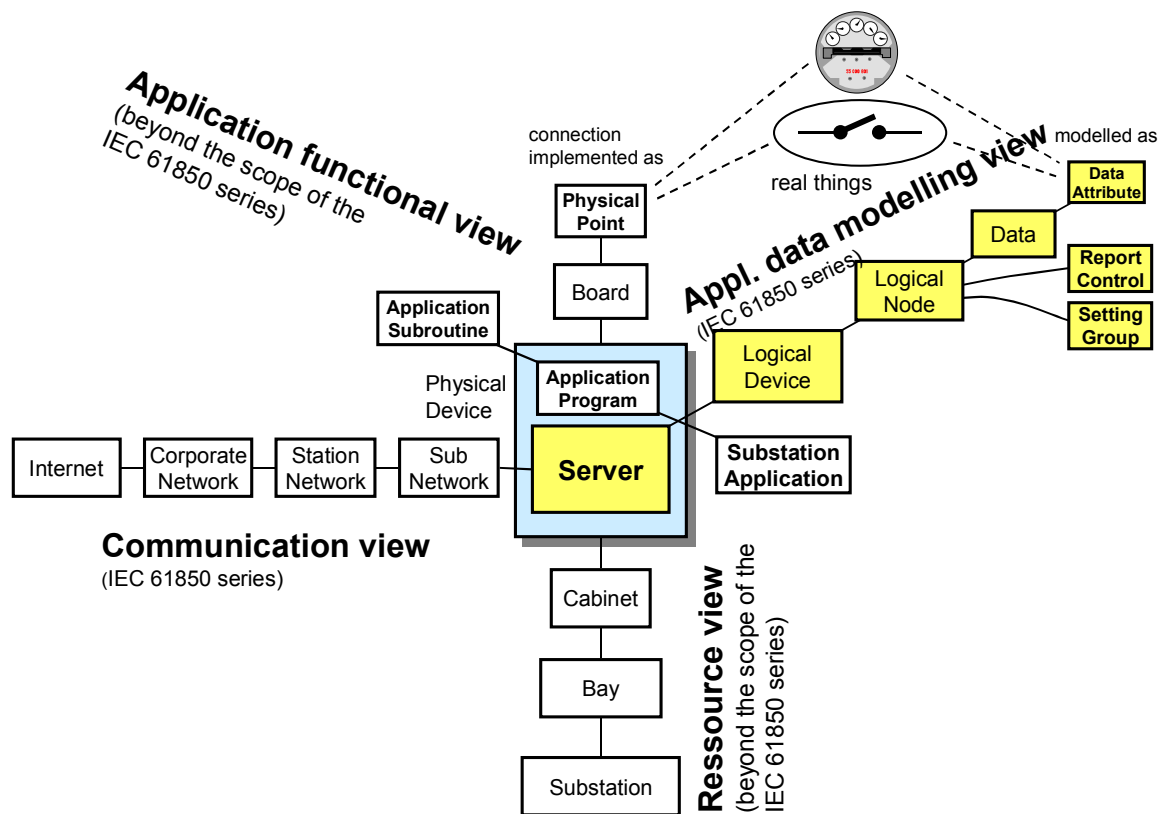 Application functional view
(beyond the scope of the
IEC 61850 series)
connection
implemented as
real things
modelled as
Physical
Point
Data
Attribute
Appl. data modelling view
(IEC 61850 series)
Data
Board
Logical
Node
Report
Control
Setting
Group
Application
Subroutine
Logical
Device
Physical
Device
Application
Program
Internet
Corporate
Network
Station
Network
Sub
Network
Server
Substation
Application
Communication view
(IEC 61850 series)
Cabinet
Bay
Substation
Ressource view
(beyond the scope of the
IEC 61850 series)